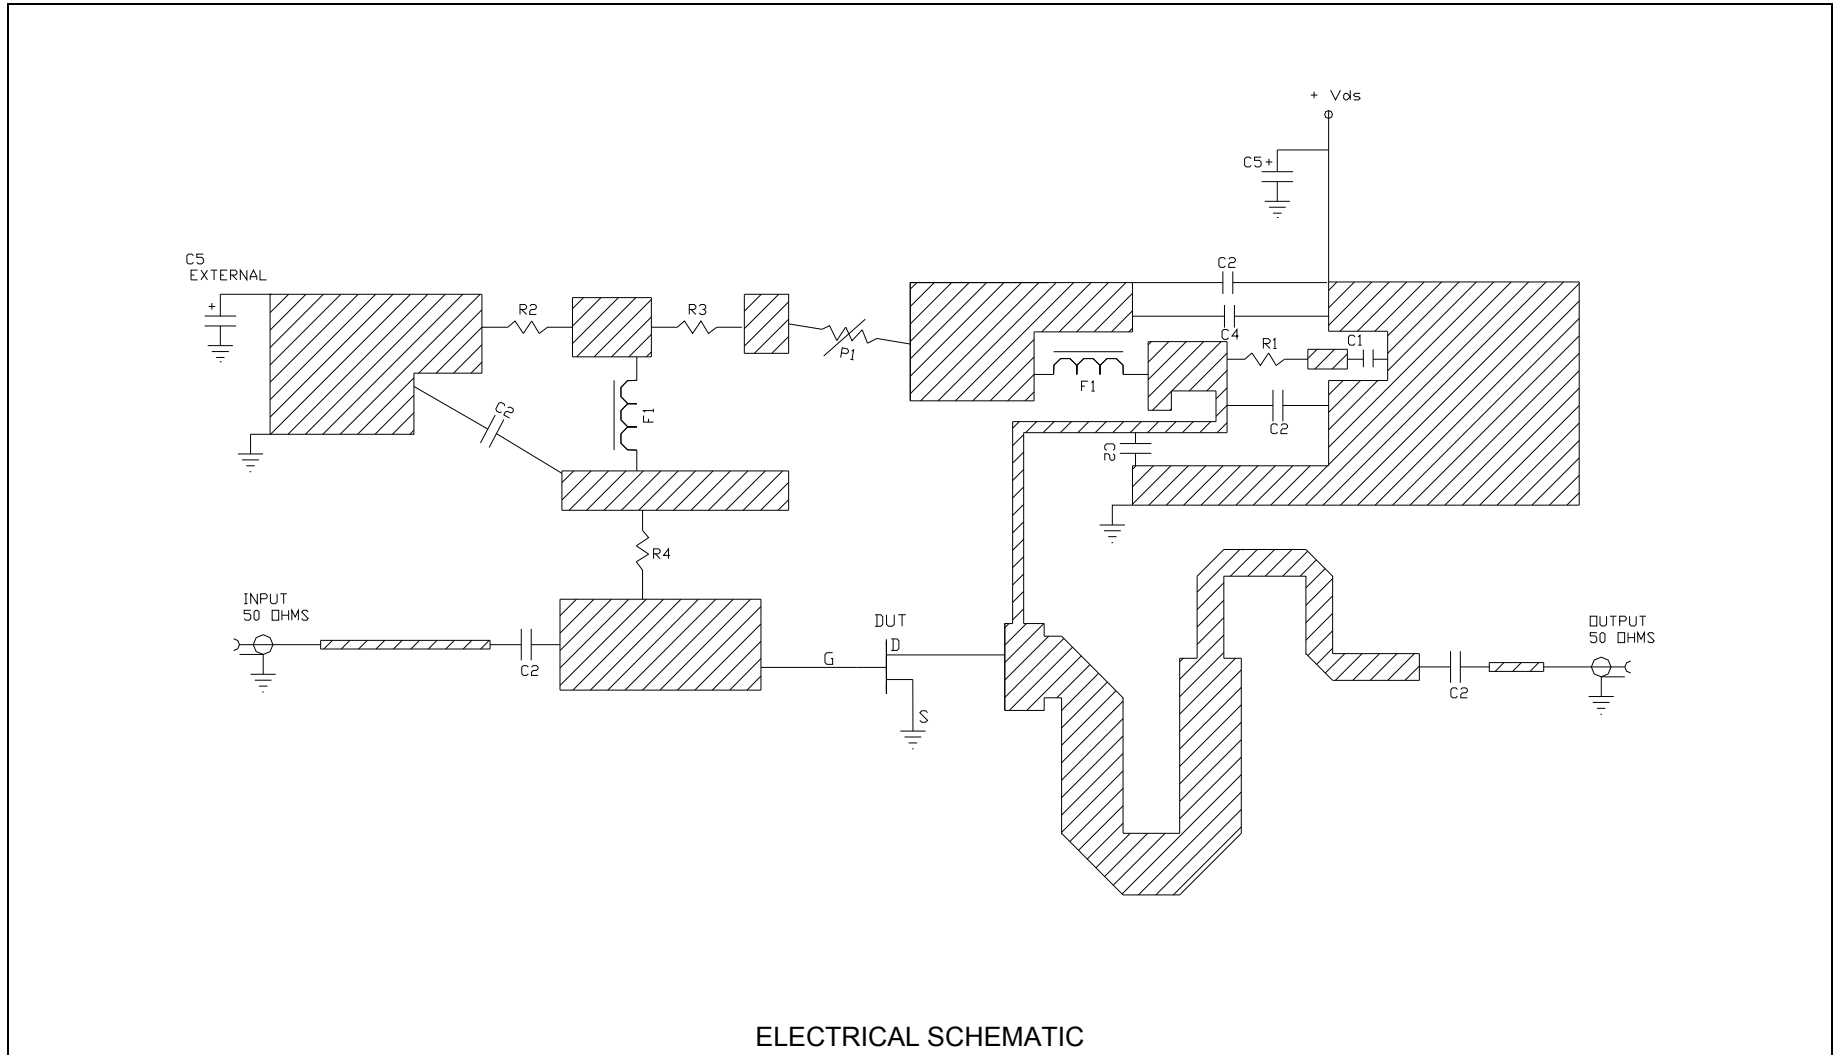 + Vds
C5+
C5
EXTERNAL
+
C2
R2
R3
P1
C4
R1
C1
F1
F1
C2
C2
C2
R4
INPUT
50 OHMS
C2
DUT
G
D
S
OUTPUT
50 OHMS
C2
ELECTRICAL SCHEMATIC